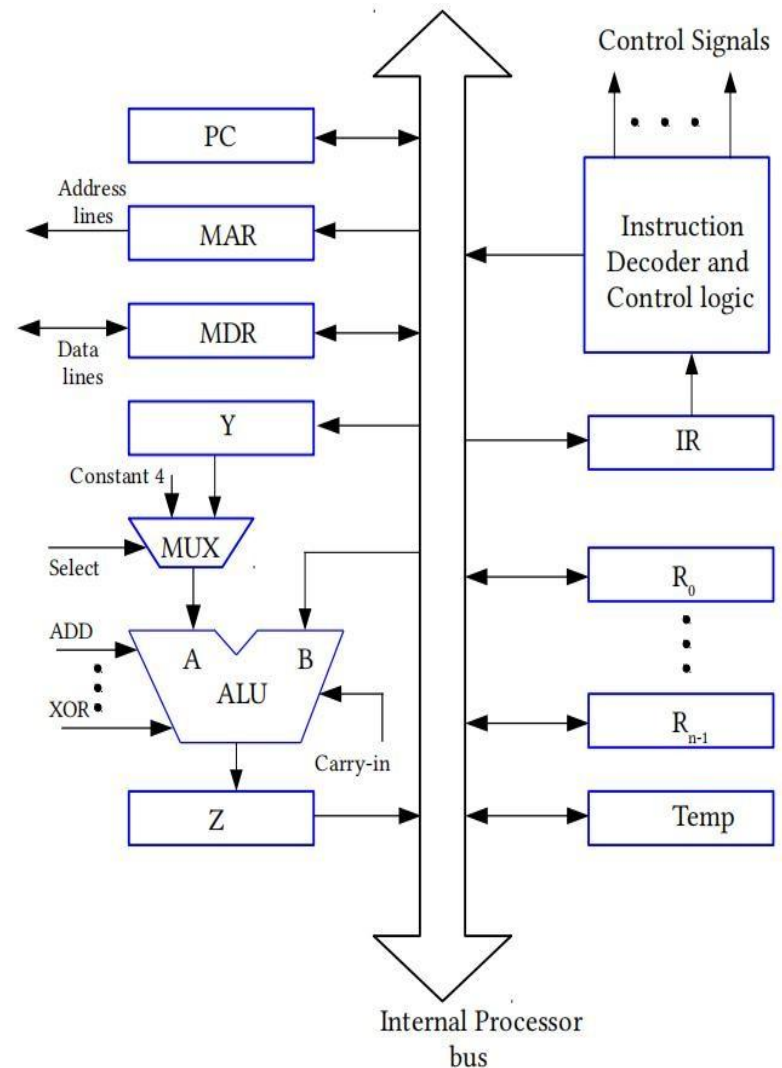 Control Signals
PC
Address
lines
MAR
Instruction
Decoder and
Control logic
MDR
Data
lines
Y
IR
Constant 4
MUX
Select
R0
ADD
A
B
ALU
XOR
Rn-1
Carry-in
Z
Temp
Internal Processor
bus